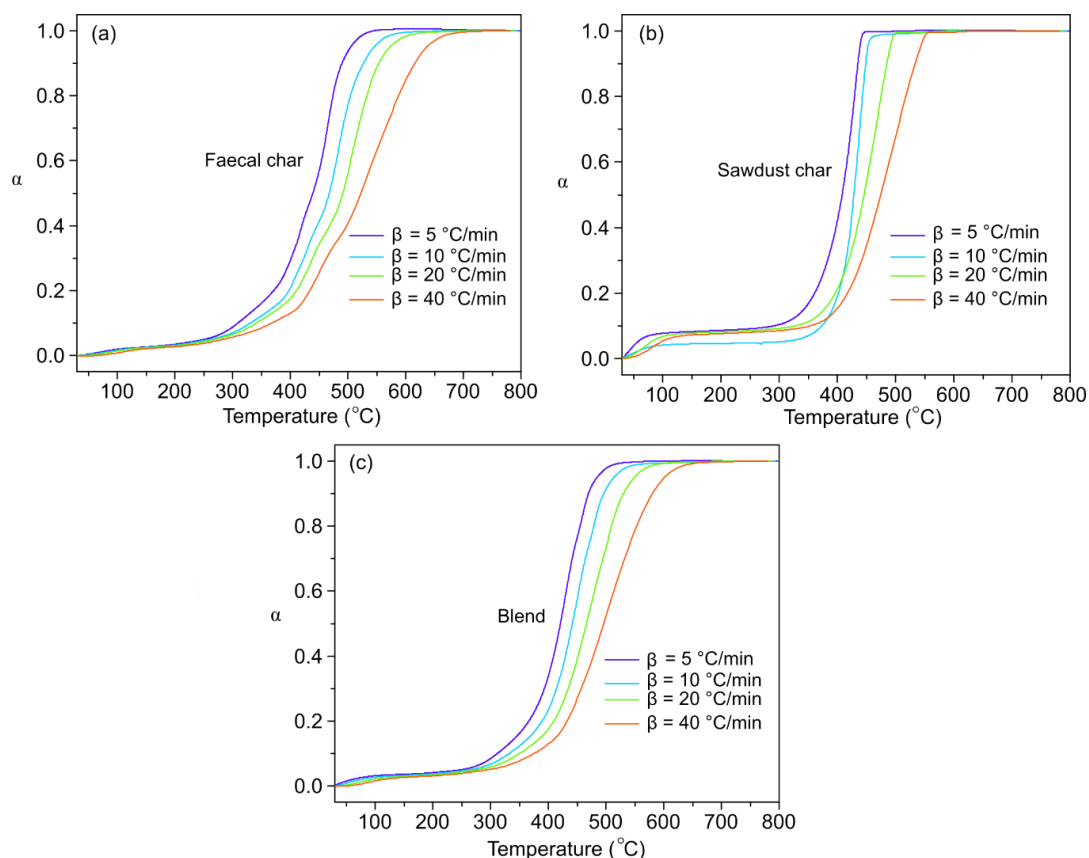 (a)
1.0
0.8
0.6
0.4
0.2
0.0
α
Faecal char
β = 5 °C/min
β = 10 °C/min
β = 20 °C/min
β = 40 °C/min
100 200 300 400 500 600 700 800
Temperature (°C)
(b)
1.0
0.8
0.6
0.4
0.2
0.0
α
Sawdust char
β = 5 °C/min
β = 10 °C/min
β = 20 °C/min
β = 40 °C/min
100 200 300 400 500 600 700 800
Temperature (°C)
(c)
1.0
0.8
0.6
0.4
0.2
0.0
α
Blend
β = 5 °C/min
β = 10 °C/min
β = 20 °C/min
β = 40 °C/min
100 200 300 400 500 600 700 800
Temperature (°C)